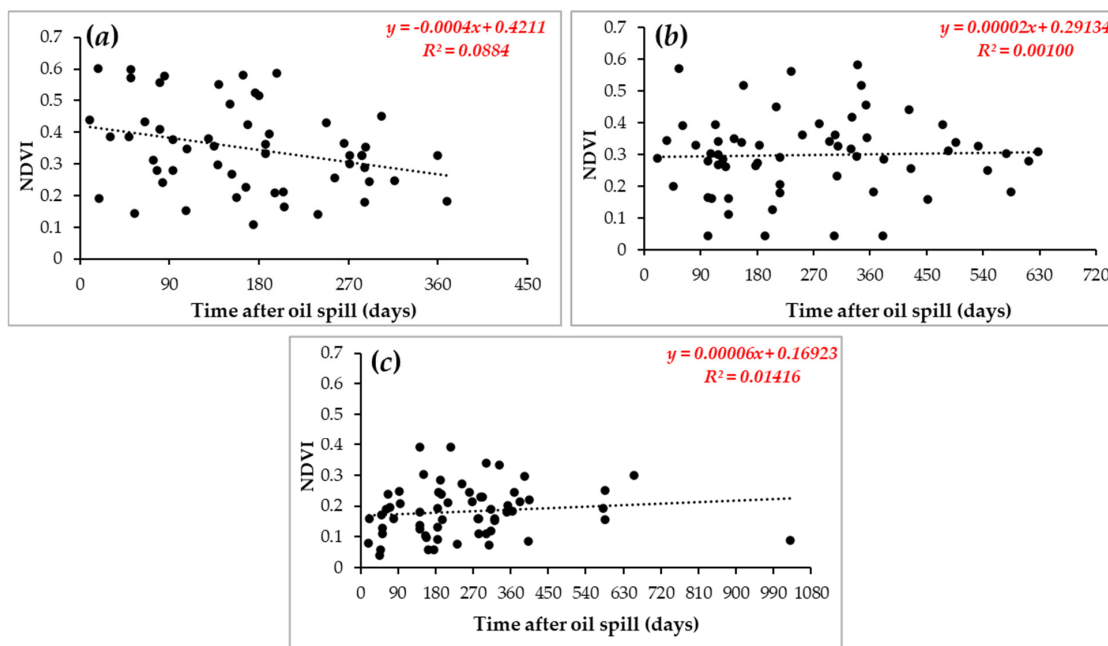 (a)
y = -0.0004x + 0.4211
R² = 0.0884
0.7
0.6
0.5
0.4
0.3
0.2
0.1
0
NDVI
0 90 180 270 360 450
Time after oil spill (days)
(b)
y = 0.00002x + 0.29134
R² = 0.00100
0.7
0.6
0.5
0.4
0.3
0.2
0.1
0
NDVI
0 90 180 270 360 450 540 630 720
Time after oil spill (days)
(c)
y = 0.00006x + 0.16923
R² = 0.01416
0.7
0.6
0.5
0.4
0.3
0.2
0.1
0
NDVI
0 90 180 270 360 450 540 630 720 810 900 990 1080
Time after oil spill (days)